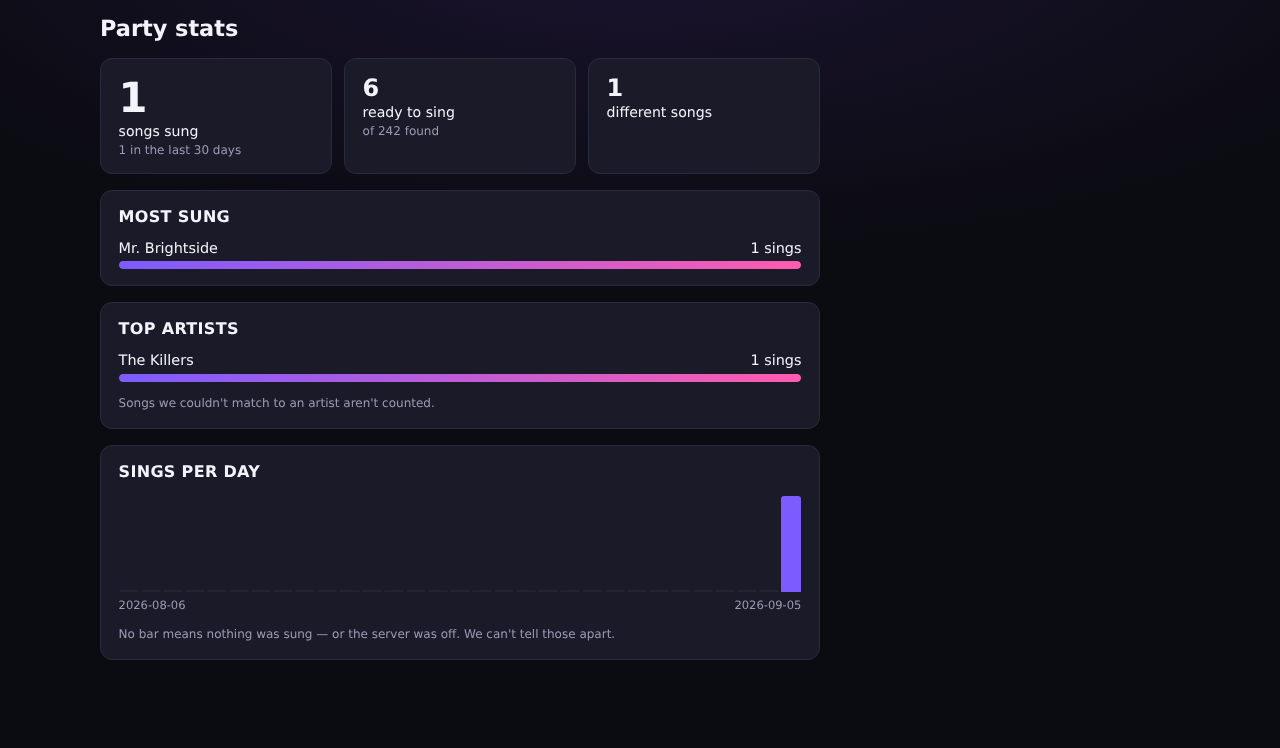 Party stats
1
songs sung
1 in the last 30 days
6
ready to sing
of 242 found
1
different songs
MOST SUNG
Mr. Brightside 1 sings
TOP ARTISTS
The Killers 1 sings
Songs we couldn't match to an artist aren't counted.
SINGS PER DAY
2026-08-06 2026-09-05
No bar means nothing was sung — or the server was off. We can't tell those apart.